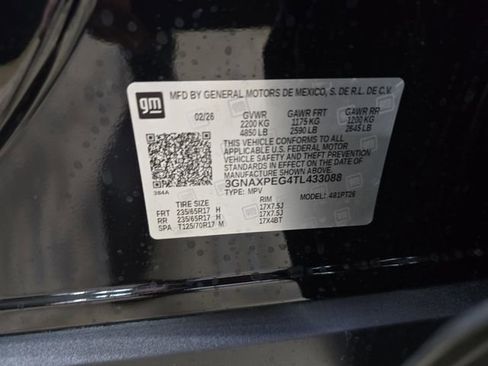 gm
MFD BY GENERAL MOTORS DE MEXICO, S. DE R.L. DE C.V.
02/26 GVWR GAWR FRT GAWR RR
2200 KG 1175 KG 1200 KG
4850 LB 2590 LB 2645 LB
THIS VEHICLE CONFORMS TO ALL APPLICABLE
U.S. FEDERAL MOTOR VEHICLE SAFETY
STANDARDS IN EFFECT ON THE DATE OF
MANUFACTURE SHOWN ABOVE.
3GNAXPEG4TL433088
384A TYPE: MPV MODEL: 481PT26
TIRE SIZE RIM
FRT 235/65R17 H 17X7.5J
RR 235/65R17 H 17X7.5J
SPA T125/70R17 M 17X4BT